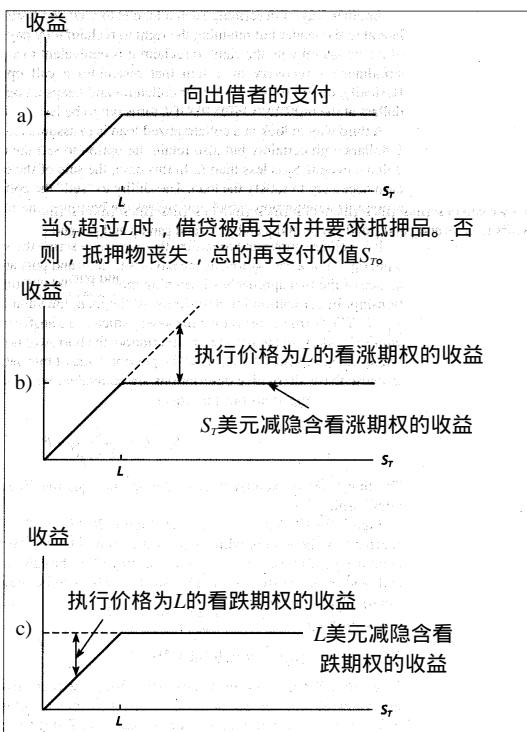 收益
向出借者的支付
a)
L
S_T
当S_T超过L时，借贷被再支付并要求抵押品。否
则，抵押物丧失，总的再支付仅值S_T。
收益
执行价格为L的看涨期权的收益
b)
S_T美元减隐含看涨期权的收益
L
S_T
收益
执行价格为L的看跌期权的收益
c)
L美元减隐含看
跌期权的收益
L
S_T